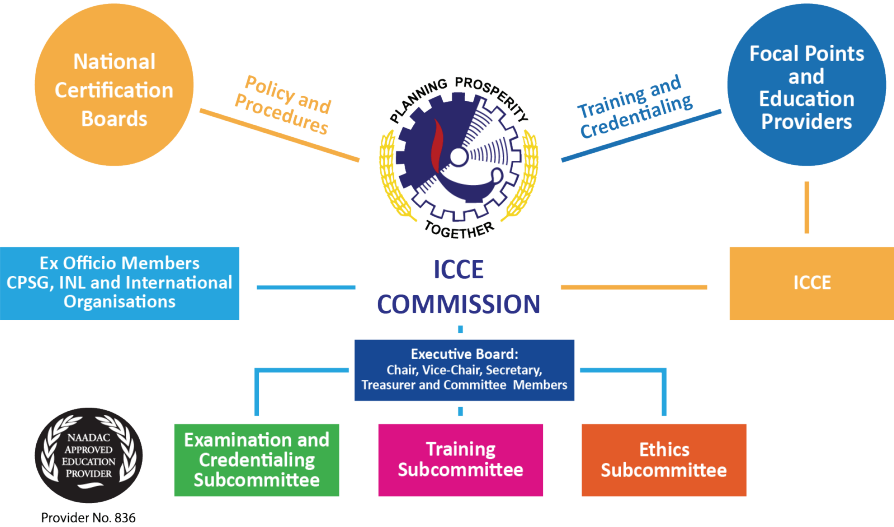 National
Certification
Boards
Policy and
Procedures
PLANNING PROSPERITY
TOGETHER
Training and
Credentialing
Focal Points
and
Education
Providers
Ex Officio Members
CPSG, INL and International
Organisations
ICCE
COMMISSION
ICCE
Executive Board:
Chair, Vice-Chair, Secretary,
Treasurer and Committee Members
Examination and
Credentialing
Subcommittee
Training
Subcommittee
Ethics
Subcommittee
NAADAC
APPROVED
EDUCATION
PROVIDER
Provider No. 836